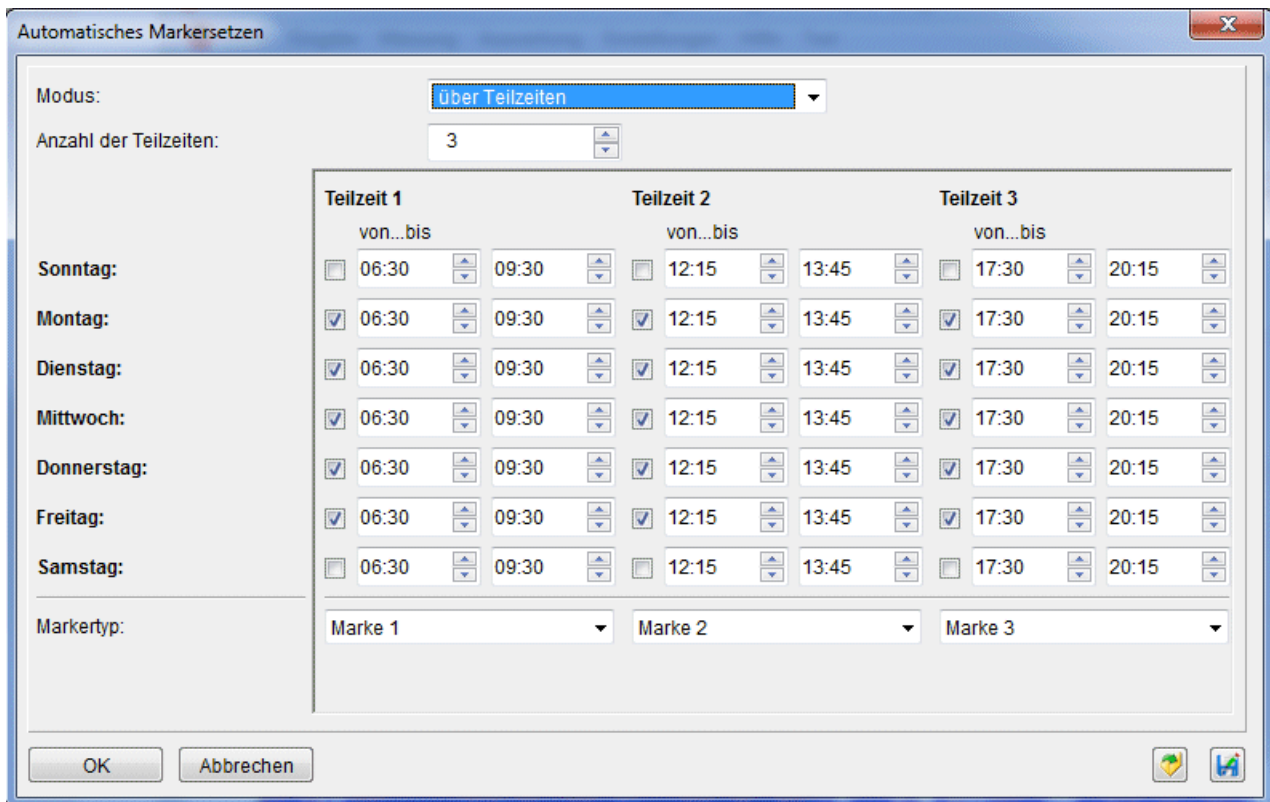 Automatisches Markersetzen
Modus: über Teilzeiten
Anzahl der Teilzeiten: 3
Teilzeit 1 Teilzeit 2 Teilzeit 3
von...bis von...bis von...bis
Sonntag: 06:30 09:30 12:15 13:45 17:30 20:15
Montag: 06:30 09:30 12:15 13:45 17:30 20:15
Dienstag: 06:30 09:30 12:15 13:45 17:30 20:15
Mittwoch: 06:30 09:30 12:15 13:45 17:30 20:15
Donnerstag: 06:30 09:30 12:15 13:45 17:30 20:15
Freitag: 06:30 09:30 12:15 13:45 17:30 20:15
Samstag: 06:30 09:30 12:15 13:45 17:30 20:15
Markertyp: Marke 1 Marke 2 Marke 3
OK Abbrechen